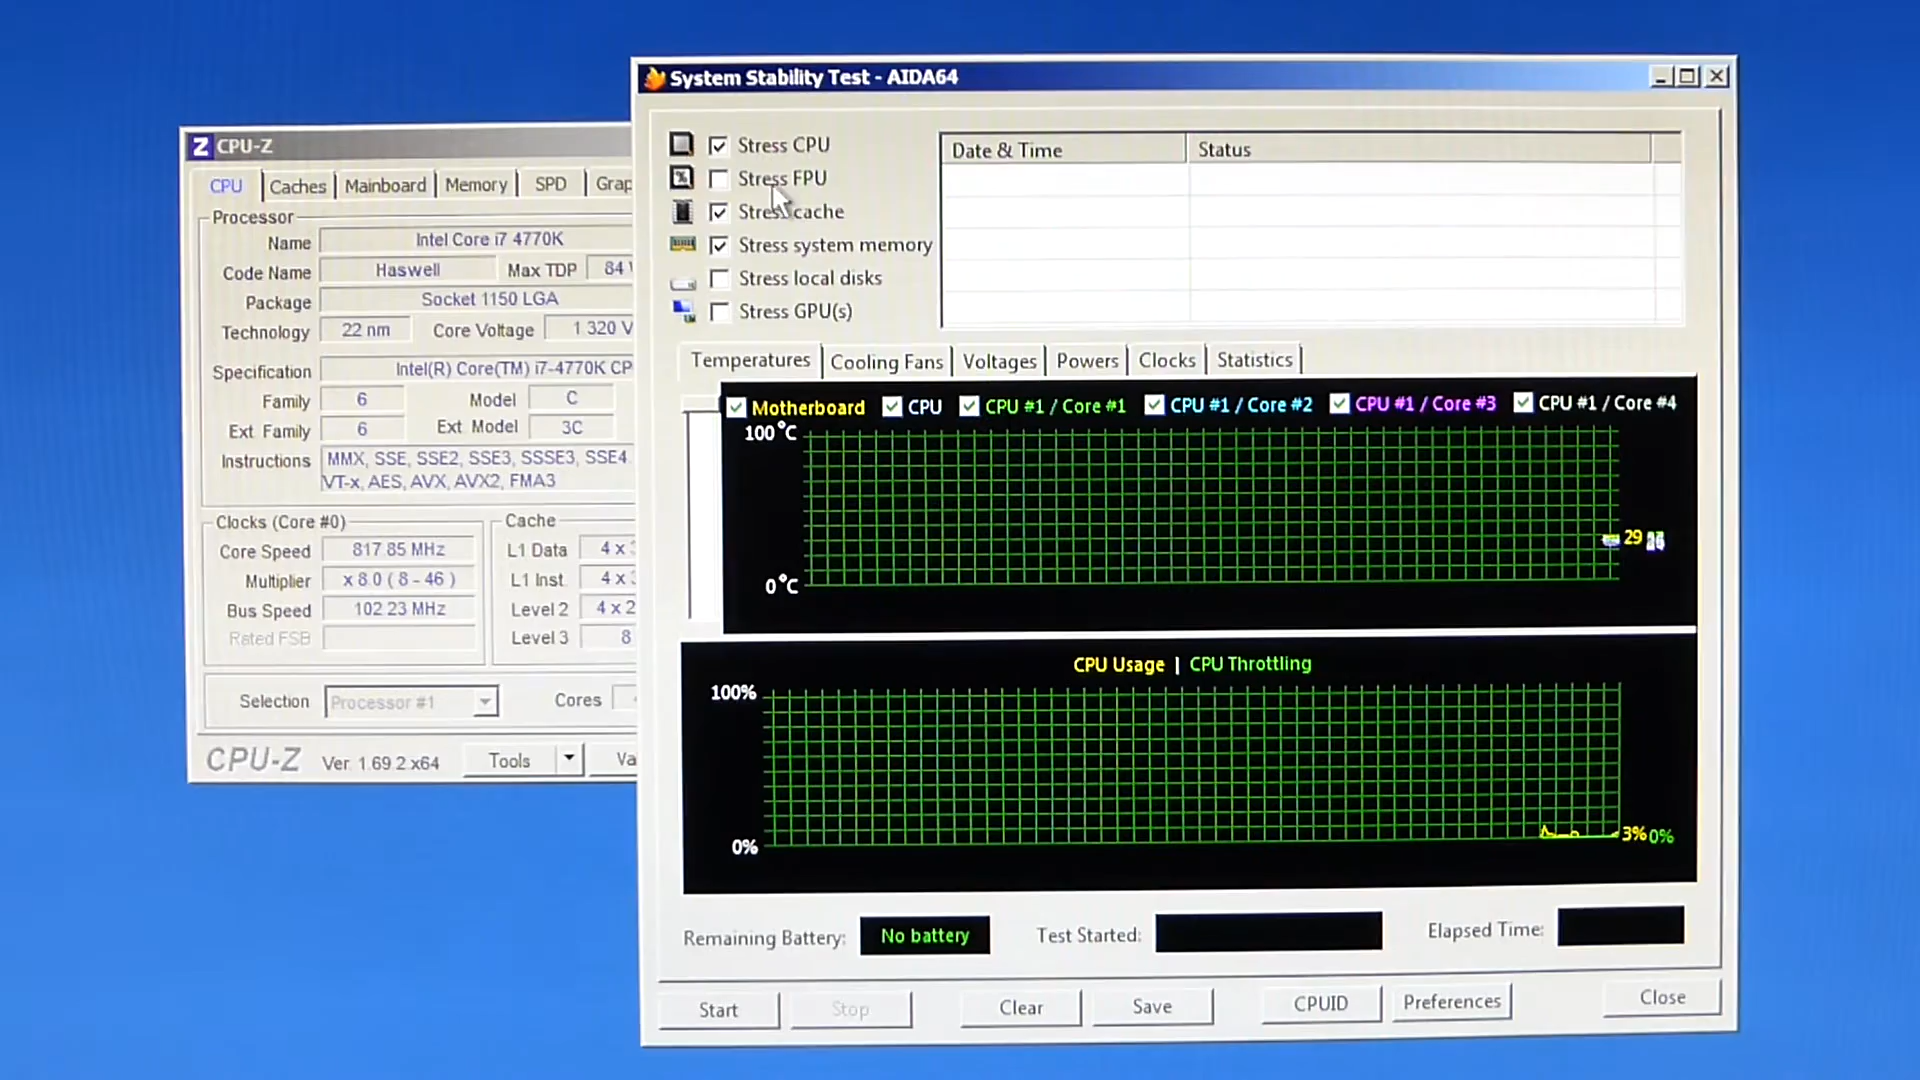 System Stability Test - AIDA64
CPU-Z
CPU Caches Mainboard Memory SPD
Processor
Name Intel Core i7 4770K
Code Name Haswell Max TDP 84
Package Socket 1150 LGA
Technology 22 nm Core Voltage 1.320 V
Specification Intel(R) Core(TM) i7-4770K
Family 6 Model C
Ext. Family 6 Ext. Model 3C
Instructions MMX, SSE, SSE2, SSE3, SSSE3, SSE4
VT-x, AES, AVX, AVX2, FMA3
Clocks (Core #0)
Core Speed 817.85 MHz
Multiplier x 8.0 ( 8 - 46 )
Bus Speed 102.23 MHz
Rated FSB
Cache
L1 Data 4 x
L1 Inst. 4 x
Level 2 4 x 2
Level 3 8
Selection Processor #1 Cores
CPU-Z Ver. 1.69.2.x64 Tools
Stress CPU
Stress FPU
Stress cache
Stress system memory
Stress local disks
Stress GPU(s)
Date & Time Status
Temperatures Cooling Fans Voltages Powers Clocks Statistics
Motherboard CPU CPU #1 / Core #1 CPU #1 / Core #2 CPU #1 / Core #3 CPU #1 / Core #4
100°C
29
0°C
CPU Usage | CPU Throttling
100%
0% 3% 0%
Remaining Battery: No battery Test Started: Elapsed Time:
Start Stop Clear Save CPUID Preferences Close